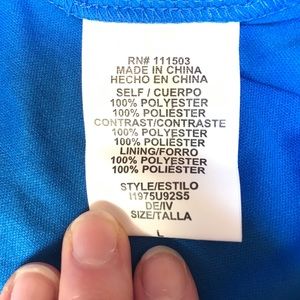 RN# 111503
MADE IN CHINA
HECHO EN CHINA
SELF / CUERPO
100% POLYESTER
100% POLIÉSTER
CONTRAST/CONTRASTE
100% POLYESTER
100% POLIÉSTER
LINING/FORRO
100% POLYESTER
100% POLIÉSTER
STYLE/ESTILO
I1975U92S5
DE/IV
SIZE/TALLA
L